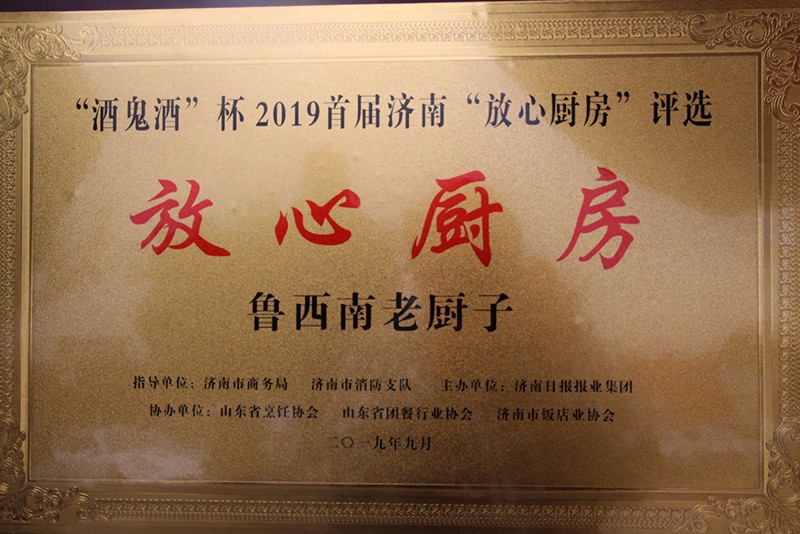 “酒鬼酒”杯 2019首届济南“放心厨房”评选
放心厨房
鲁西南老厨子
指导单位：济南市商务局 济南市消防支队 主办单位：济南日报报业集团
协办单位：山东省烹饪协会 山东省团餐行业协会 济南市饭店业协会
二〇一九年九月